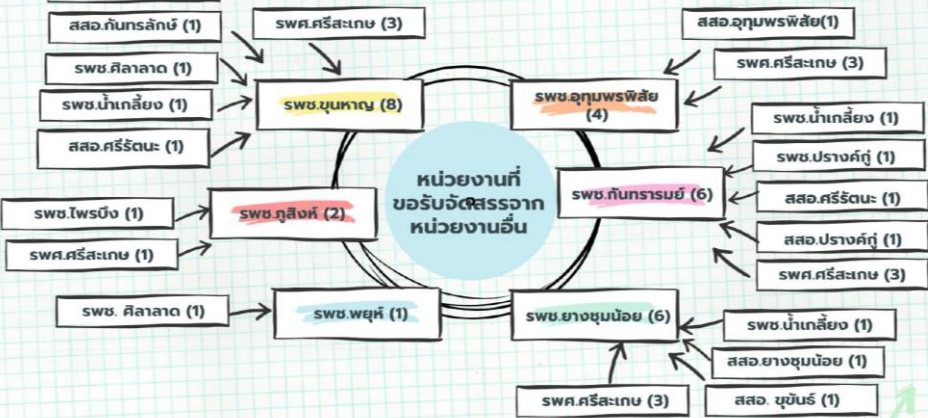 สสอ.กันทรลักษ์ (1)
รพศ.ศรีสะเกษ (3)
รพช.ศิลาลาด (1)
รพช.น้ำเกลี้ยง (1)
สสอ.ศรีรัตนะ (1)
รพช.ขุนหาญ (8)
สสอ.อุทุมพรพิสัย(1)
รพศ.ศรีสะเกษ (3)
รพช.อุทุมพรพิสัย
(4)
รพช.น้ำเกลี้ยง (1)
รพช.ปรางค์กู่ (1)
สสอ.ศรีรัตนะ (1)
สสอ.ปรางค์กู่ (1)
รพศ.ศรีสะเกษ (3)
รพช.กันทรารมย์ (6)
หน่วยงานที่
ขอรับจัดสรรจาก
หน่วยงานอื่น
รพช.ไพรบึง (1)
รพศ.ศรีสะเกษ (1)
รพช.ภูสิงห์ (2)
รพช. ศิลาลาด (1)
รพช.พยุห์ (1)
รพช.ยางชุมน้อย (6)
รพช.น้ำเกลี้ยง (1)
สสอ.ยางชุมน้อย (1)
รพศ.ศรีสะเกษ (3)
สสอ. ขุขันธ์ (1)